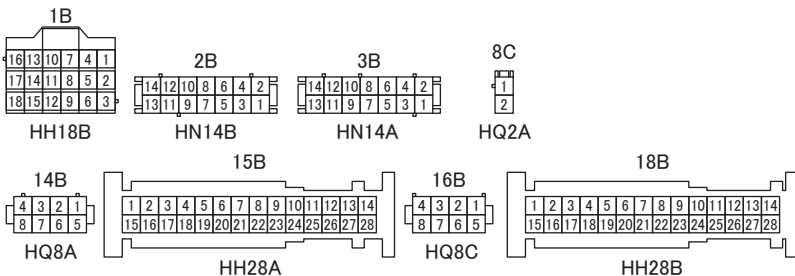 1B
16 13 10 7 4 1
17 14 11 8 5 2
18 15 12 9 6 3
HH18B
2B
14 12 10 8 6 4 2
13 11 9 7 5 3 1
HN14B
3B
14 12 10 8 6 4 2
13 11 9 7 5 3 1
HN14A
8C
1
2
HQ2A
14B
4 3 2 1
8 7 6 5
HQ8A
15B
1 2 3 4 5 6 7 8 9 10 11 12 13 14
15 16 17 18 19 20 21 22 23 24 25 26 27 28
HH28A
16B
4 3 2 1
8 7 6 5
HQ8C
18B
1 2 3 4 5 6 7 8 9 10 11 12 13 14
15 16 17 18 19 20 21 22 23 24 25 26 27 28
HH28B